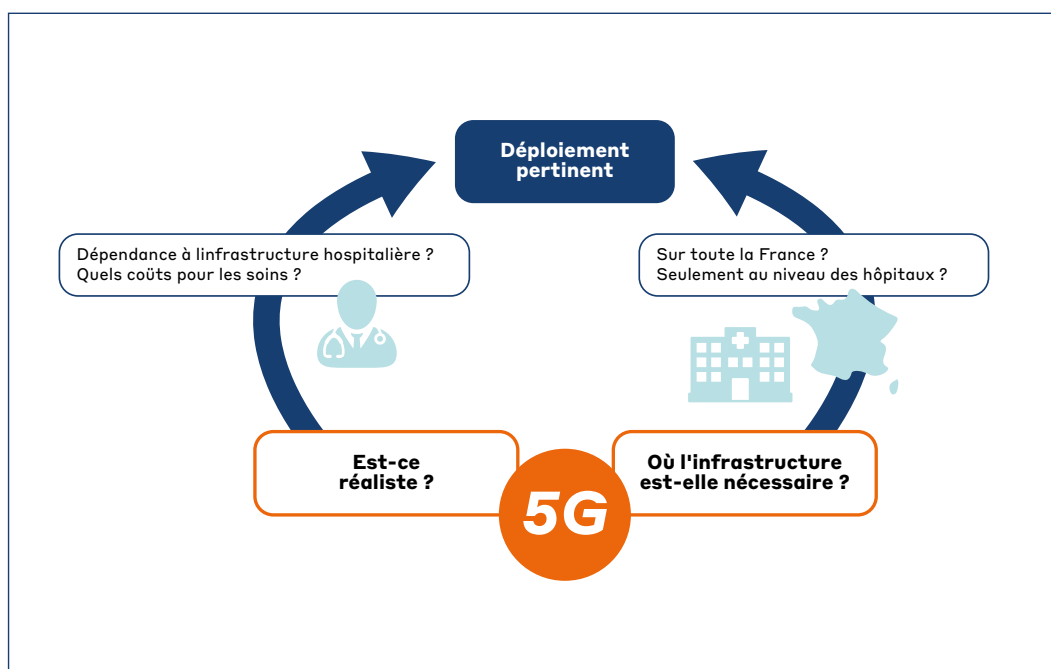 Déploiement
pertinent
Dépendance à linfrastructure hospitalière ?
Quels coüts pour les soins ?
Sur toute la France ?
Seulement au niveau des hôpitaux ?
Est-ce
réaliste ?
Où l'infrastructure
est-elle nécessaire ?
5G